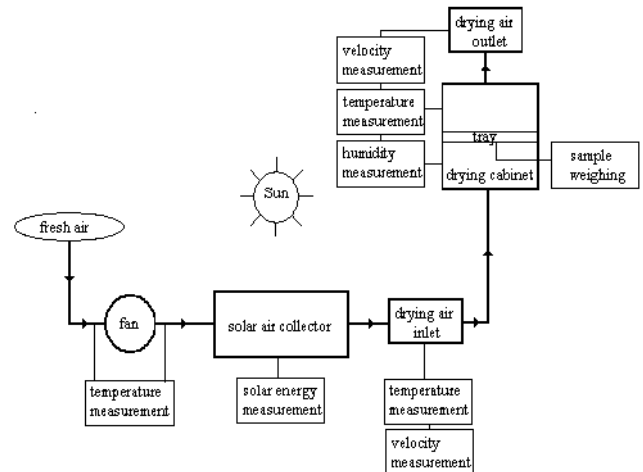 drying air
outlet
velocity
measurement
temperature
measurement
humidity
measurement
tray
drying cabinet
sample
weighing
Sun
fresh air
fan
solar air collector
drying air
inlet
temperature
measurement
solar energy
measurement
temperature
measurement
velocity
measurement